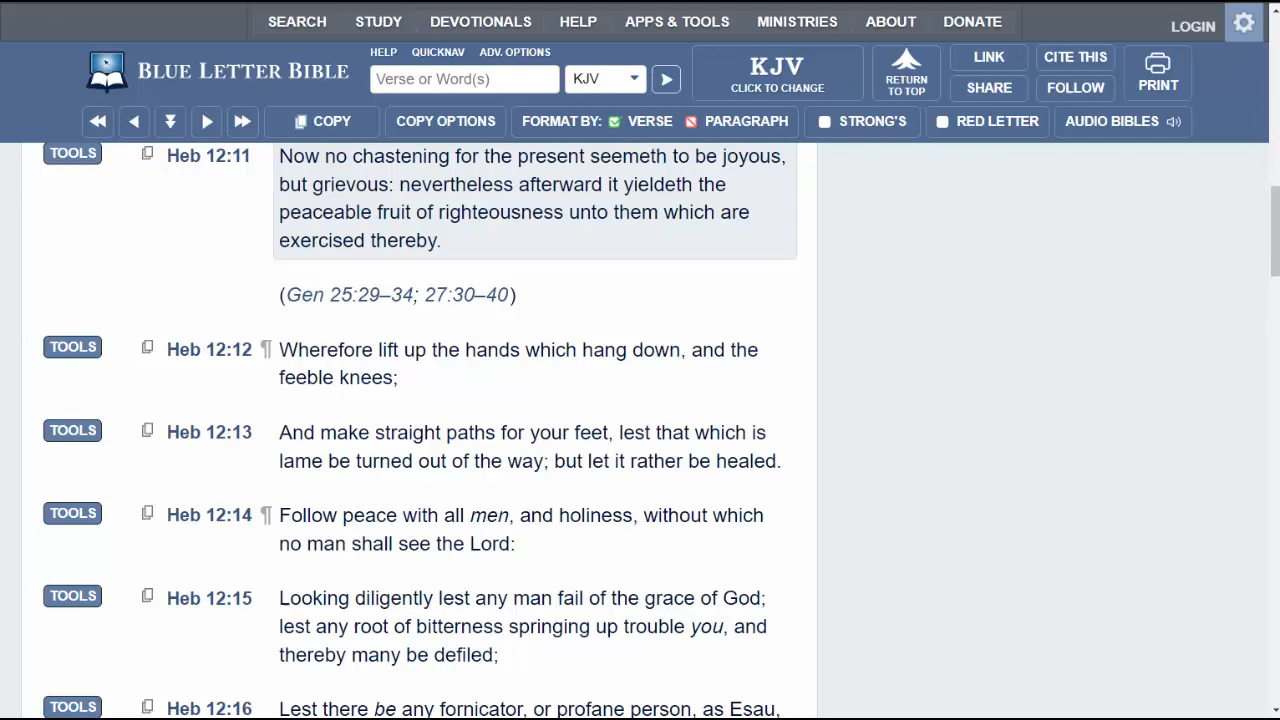 SEARCH STUDY DEVOTIONALS HELP APPS & TOOLS MINISTRIES ABOUT DONATE LOGIN
BLUE LETTER BIBLE
HELP QUICKNAV ADV. OPTIONS
Verse or Word(s) KJV
KJV
CLICK TO CHANGE
RETURN
TO TOP
LINK CITE THIS
SHARE FOLLOW
PRINT
COPY COPY OPTIONS FORMAT BY: VERSE PARAGRAPH STRONG'S RED LETTER AUDIO BIBLES
TOOLS Heb 12:11 Now no chastening for the present seemeth to be joyous,
but grievous: nevertheless afterward it yieldeth the
peaceable fruit of righteousness unto them which are
exercised thereby.
(Gen 25:29–34; 27:30–40)
TOOLS Heb 12:12 ¶ Wherefore lift up the hands which hang down, and the
feeble knees;
TOOLS Heb 12:13 And make straight paths for your feet, lest that which is
lame be turned out of the way; but let it rather be healed.
TOOLS Heb 12:14 ¶ Follow peace with all men, and holiness, without which
no man shall see the Lord:
TOOLS Heb 12:15 Looking diligently lest any man fail of the grace of God;
lest any root of bitterness springing up trouble you, and
thereby many be defiled;
TOOLS Heb 12:16 Lest there be any fornicator, or profane person, as Esau,